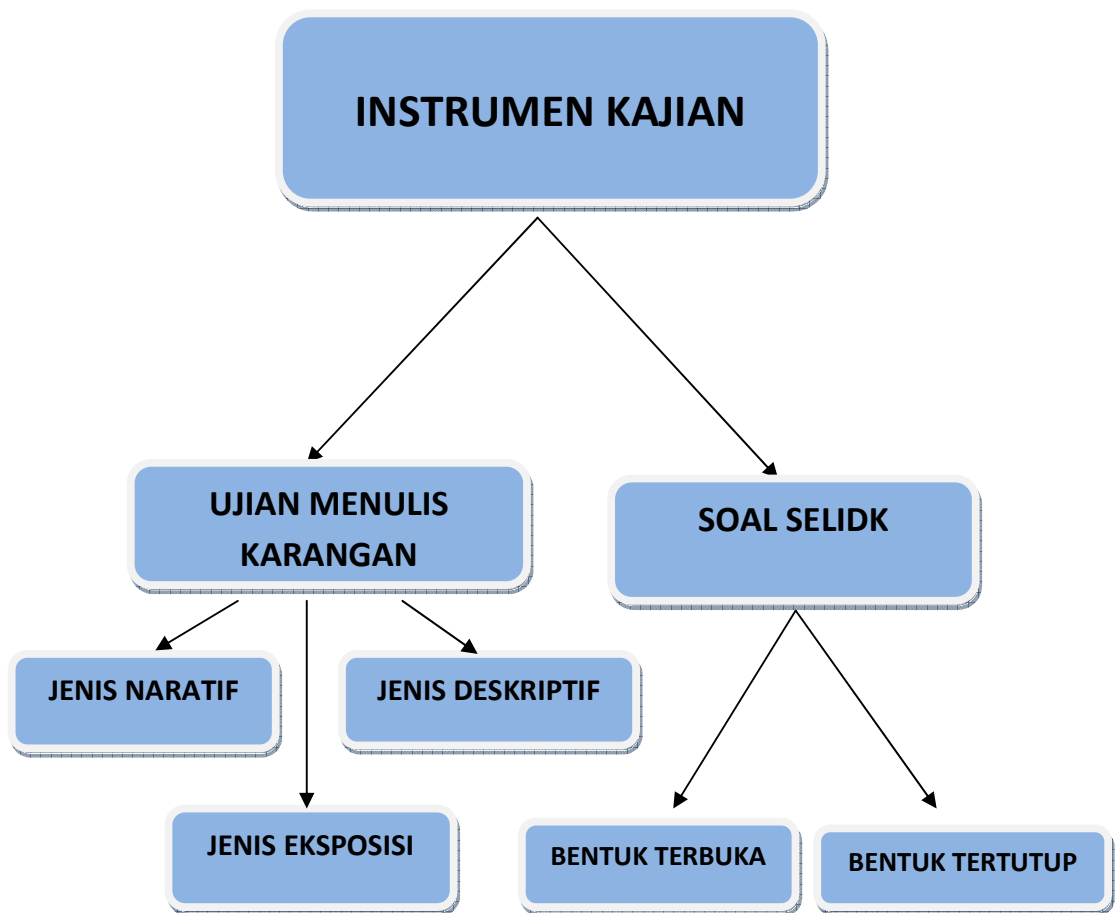 INSTRUMEN KAJIAN
UJIAN MENULIS
KARANGAN
SOAL SELIDK
JENIS NARATIF
JENIS DESKRIPTIF
JENIS EKSPOSISI
BENTUK TERBUKA
BENTUK TERTUTUP